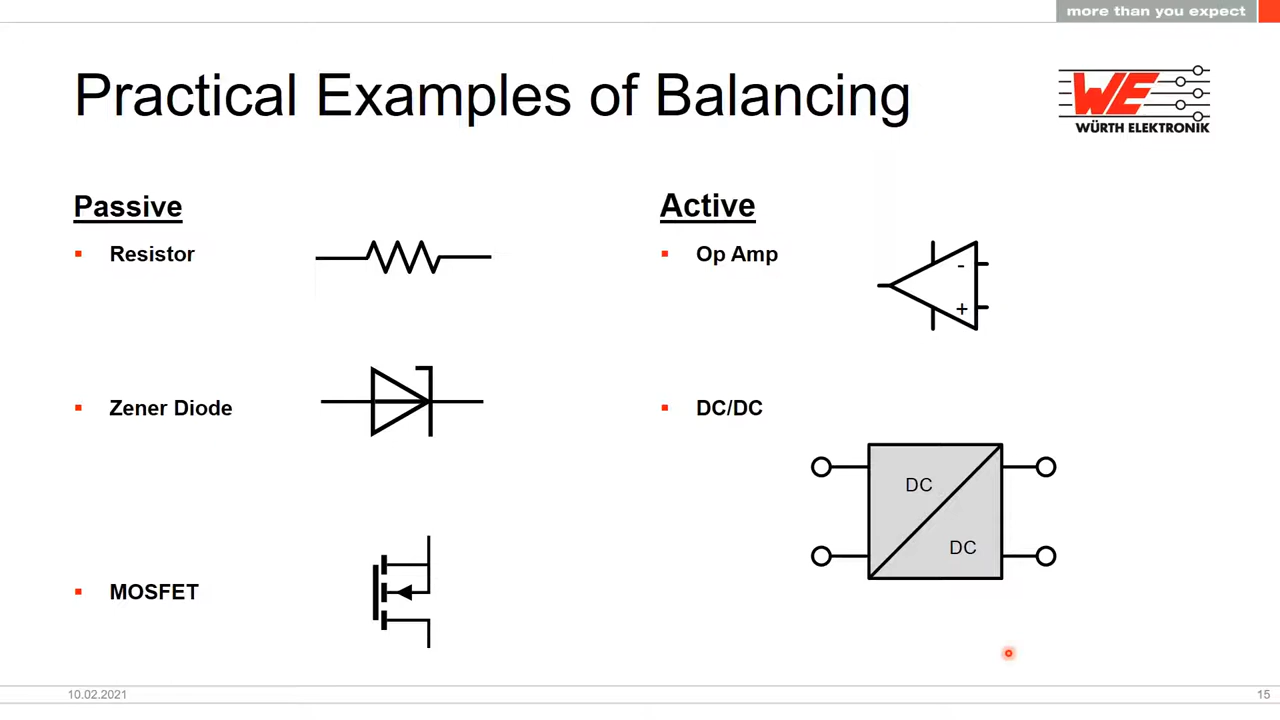 more than you expect
Practical Examples of Balancing
WE
WÜRTH ELEKTRONIK
Passive
Resistor
Zener Diode
MOSFET
Active
Op Amp
-
+
DC/DC
DC
DC
10.02.2021
15